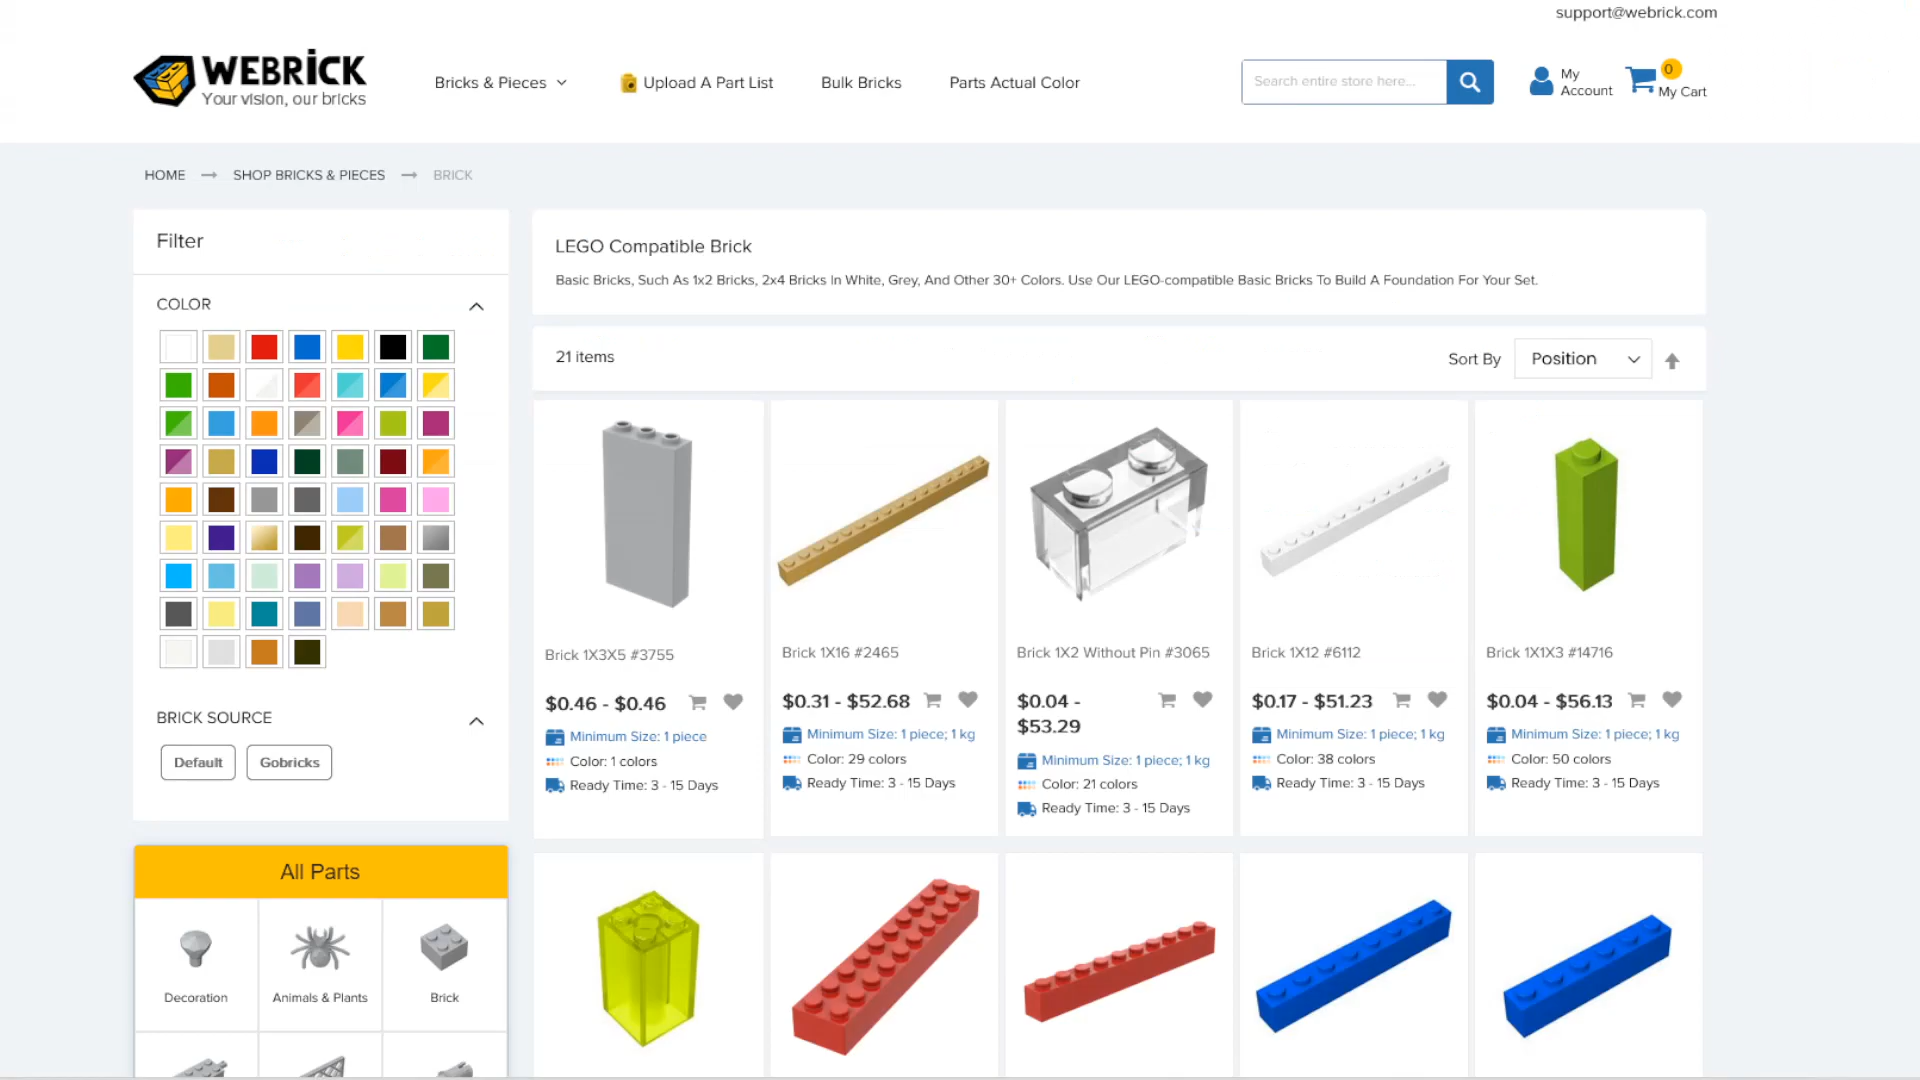 support@webrick.com
WEBRICK
Your vision, our bricks
Bricks & Pieces
Upload A Part List
Bulk Bricks
Parts Actual Color
Search entire store here...
My Account
0
My Cart
HOME → SHOP BRICKS & PIECES → BRICK
Filter
COLOR
BRICK SOURCE
Default
Gobricks
All Parts
Decoration
Animals & Plants
Brick
LEGO Compatible Brick
Basic Bricks, Such As 1x2 Bricks, 2x4 Bricks In White, Grey, And Other 30+ Colors. Use Our LEGO-compatible Basic Bricks To Build A Foundation For Your Set.
21 items
Sort By
Position
Brick 1X3X5 #3755
$0.46 - $0.46
Minimum Size: 1 piece
Color: 1 colors
Ready Time: 3 - 15 Days
Brick 1X16 #2465
$0.31 - $52.68
Minimum Size: 1 piece; 1 kg
Color: 29 colors
Ready Time: 3 - 15 Days
Brick 1X2 Without Pin #3065
$0.04 -
$53.29
Minimum Size: 1 piece; 1 kg
Color: 21 colors
Ready Time: 3 - 15 Days
Brick 1X12 #6112
$0.17 - $51.23
Minimum Size: 1 piece; 1 kg
Color: 38 colors
Ready Time: 3 - 15 Days
Brick 1X1X3 #14716
$0.04 - $56.13
Minimum Size: 1 piece; 1 kg
Color: 50 colors
Ready Time: 3 - 15 Days